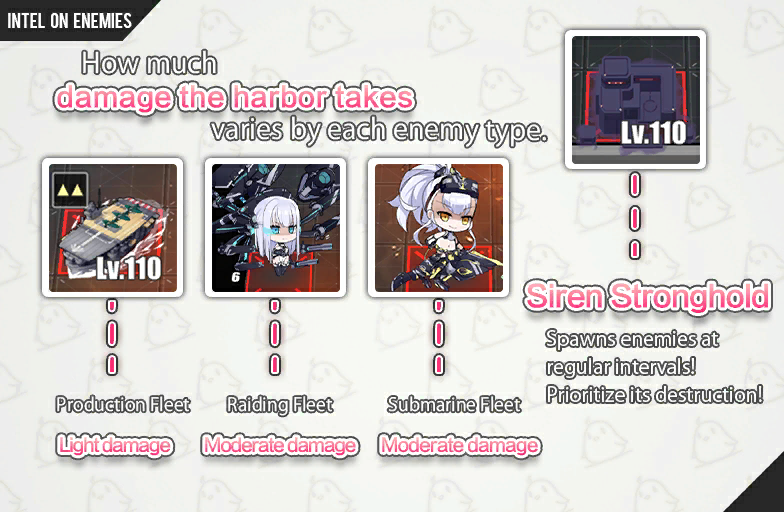 INTEL ON ENEMIES
How much
damage the harbor takes
varies by each enemy type.
Lv.110
Lv.110
6
Production Fleet
Light damage
Raiding Fleet
Moderate damage
Submarine Fleet
Moderate damage
Siren Stronghold
Spawns enemies at
regular intervals!
Prioritize its destruction!